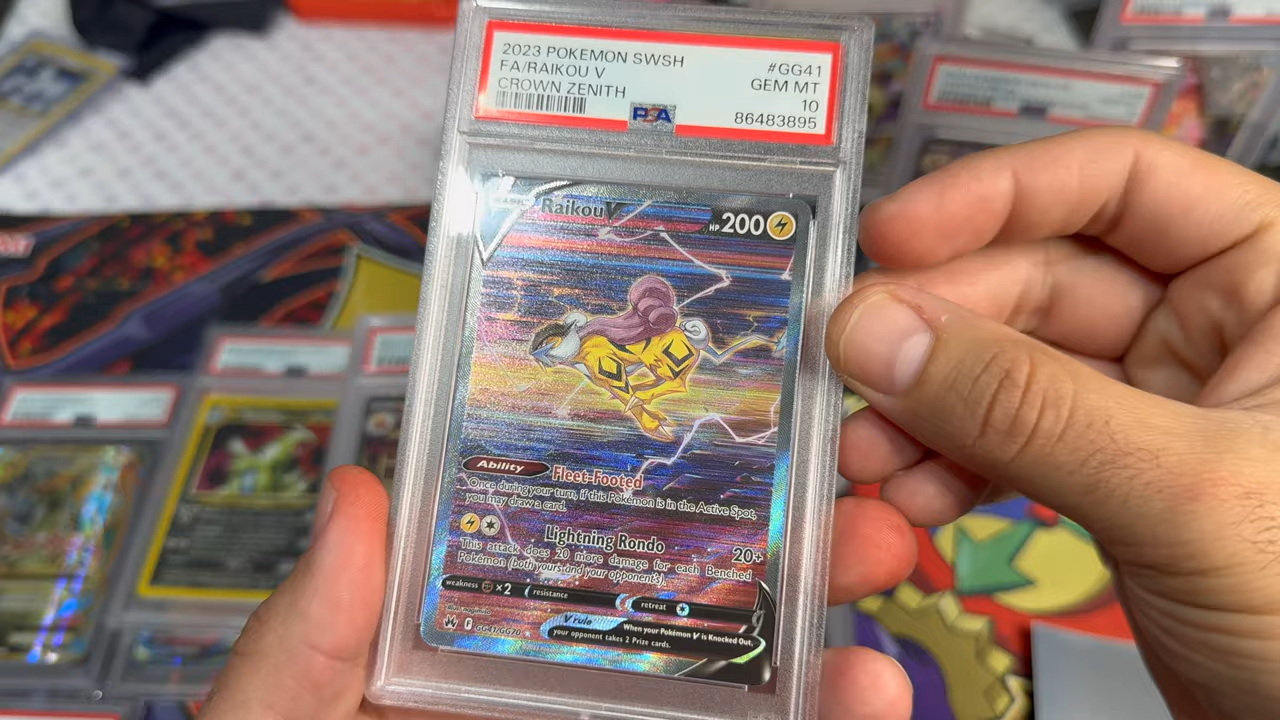 2023 POKEMON SWSH
#GG41
FA/RAIKOU V
GEM MT
CROWN ZENITH
10
PSA
86483895
Raikou V
HP 200
Ability
Fleet-Footed
Once during your turn, if this Pokémon is in the Active Spot,
you may draw a card.
Lightning Rondo
20+
This attack does 20 more damage for each Benched
Pokémon (both yours and your opponent's).
weakness ×2 resistance
retreat
V rule
When your Pokémon V is Knocked Out,
your opponent takes 2 Prize cards.
F GG41/GG70